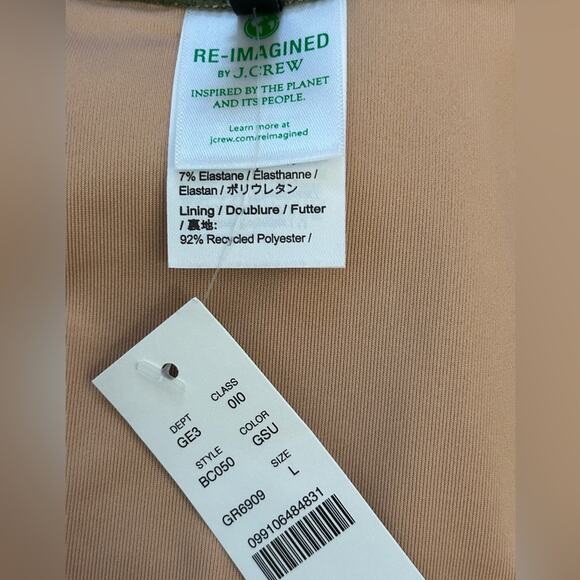 RE-IMAGINED
BY J.CREW
INSPIRED BY THE PLANET
AND ITS PEOPLE.
Learn more at
jcrew.com/reimagined
7% Elastane / Élasthanne /
Elastan / ポリウレタン
Lining / Doublure / Futter
/ 裏地:
92% Recycled Polyester /
DEPT CLASS
GE3 0I0
STYLE COLOR
BC050 GSU
SIZE
GR6909 L
099106484831